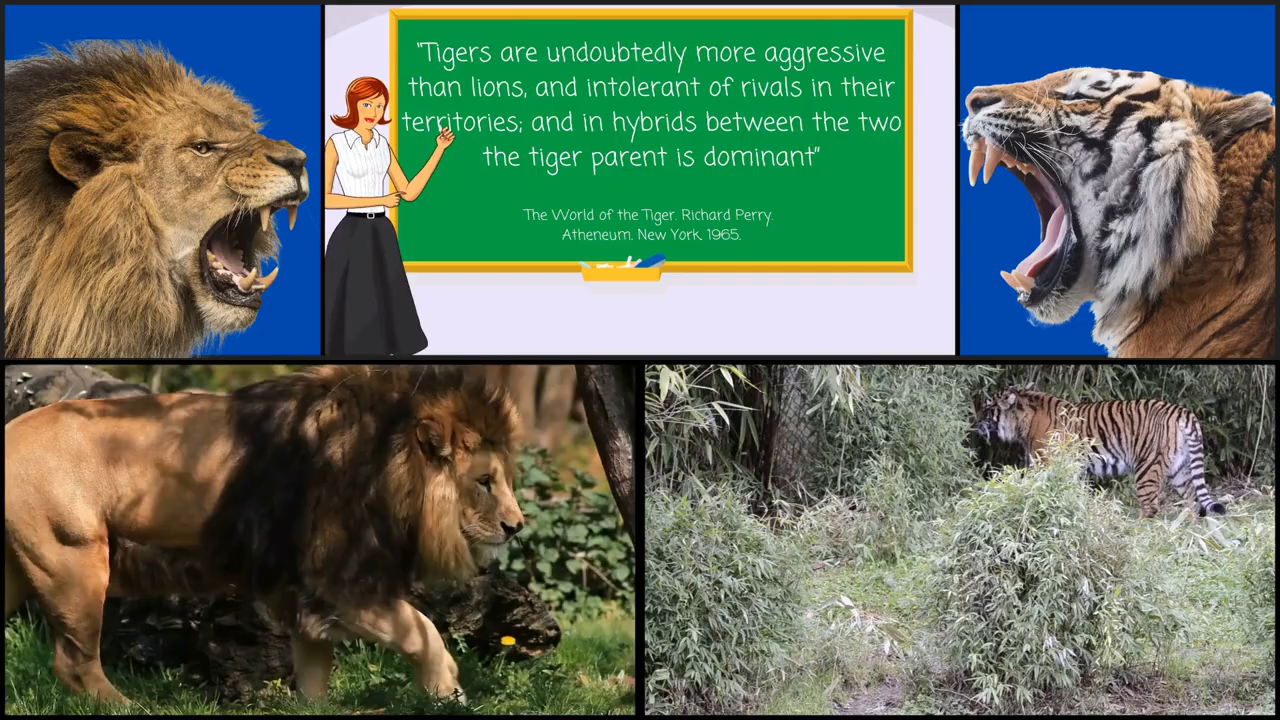 "Tigers are undoubtedly more aggressive
than lions, and intolerant of rivals in their
territories; and in hybrids between the two
the tiger parent is dominant"
The World of the Tiger. Richard Perry.
Atheneum. New York. 1965.